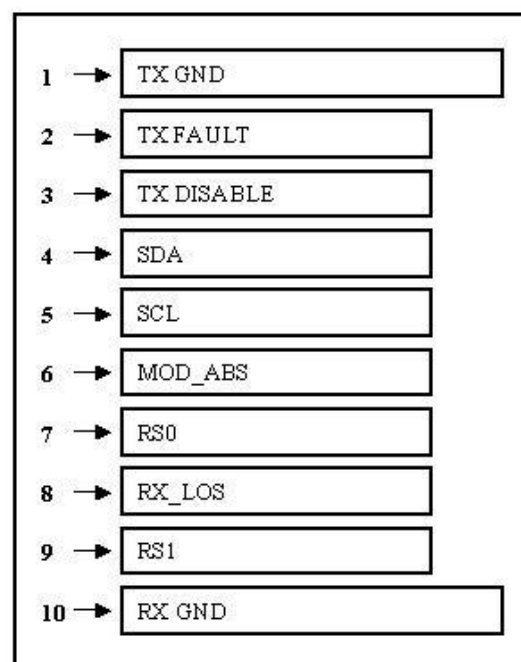 1 TX GND
2 TX FAULT
3 TX DISABLE
4 SDA
5 SCL
6 MOD_ABS
7 RS0
8 RX_LOS
9 RS1
10 RX GND